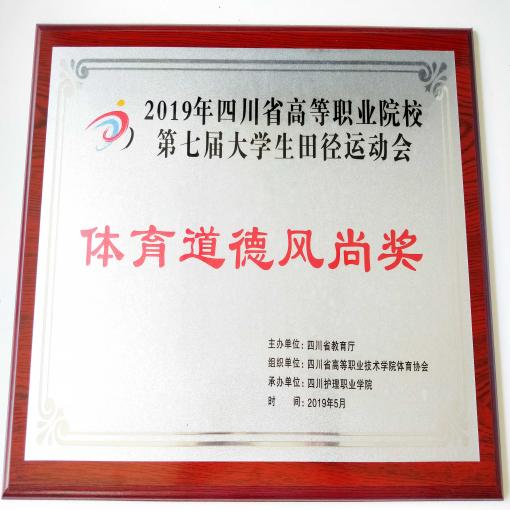 2019年四川省高等职业院校
第七届大学生田径运动会
体育道德风尚奖
主办单位:四川省教育厅
组织单位:四川省高等职业技术学院体育协会
承办单位:四川护理职业学院
时 间:2019年5月